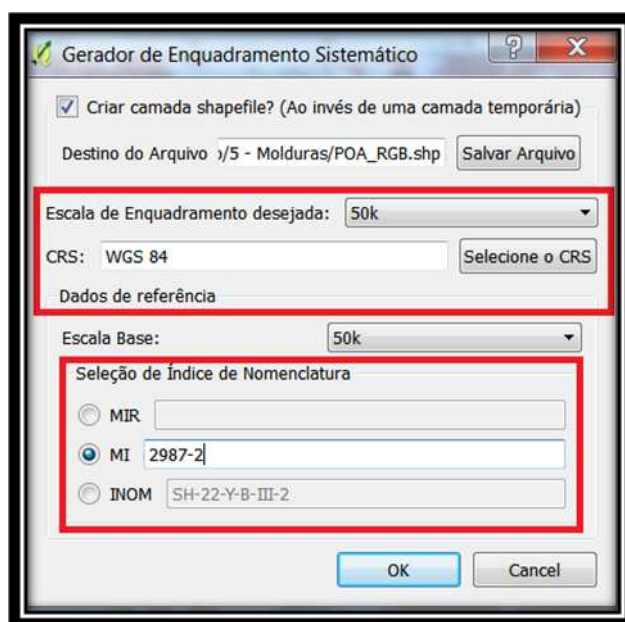 Gerador de Enquadramento Sistemático
Criar camada shapefile? (Ao invés de uma camada temporária)
Destino do Arquivo ɔ/5 - Molduras/POA_RGB.shp Salvar Arquivo
Escala de Enquadramento desejada: 50k
CRS: WGS 84 Selecione o CRS
Dados de referência
Escala Base: 50k
Seleção de Índice de Nomenclatura
MIR
MI 2987-2
INOM SH-22-Y-B-III-2
OK Cancel